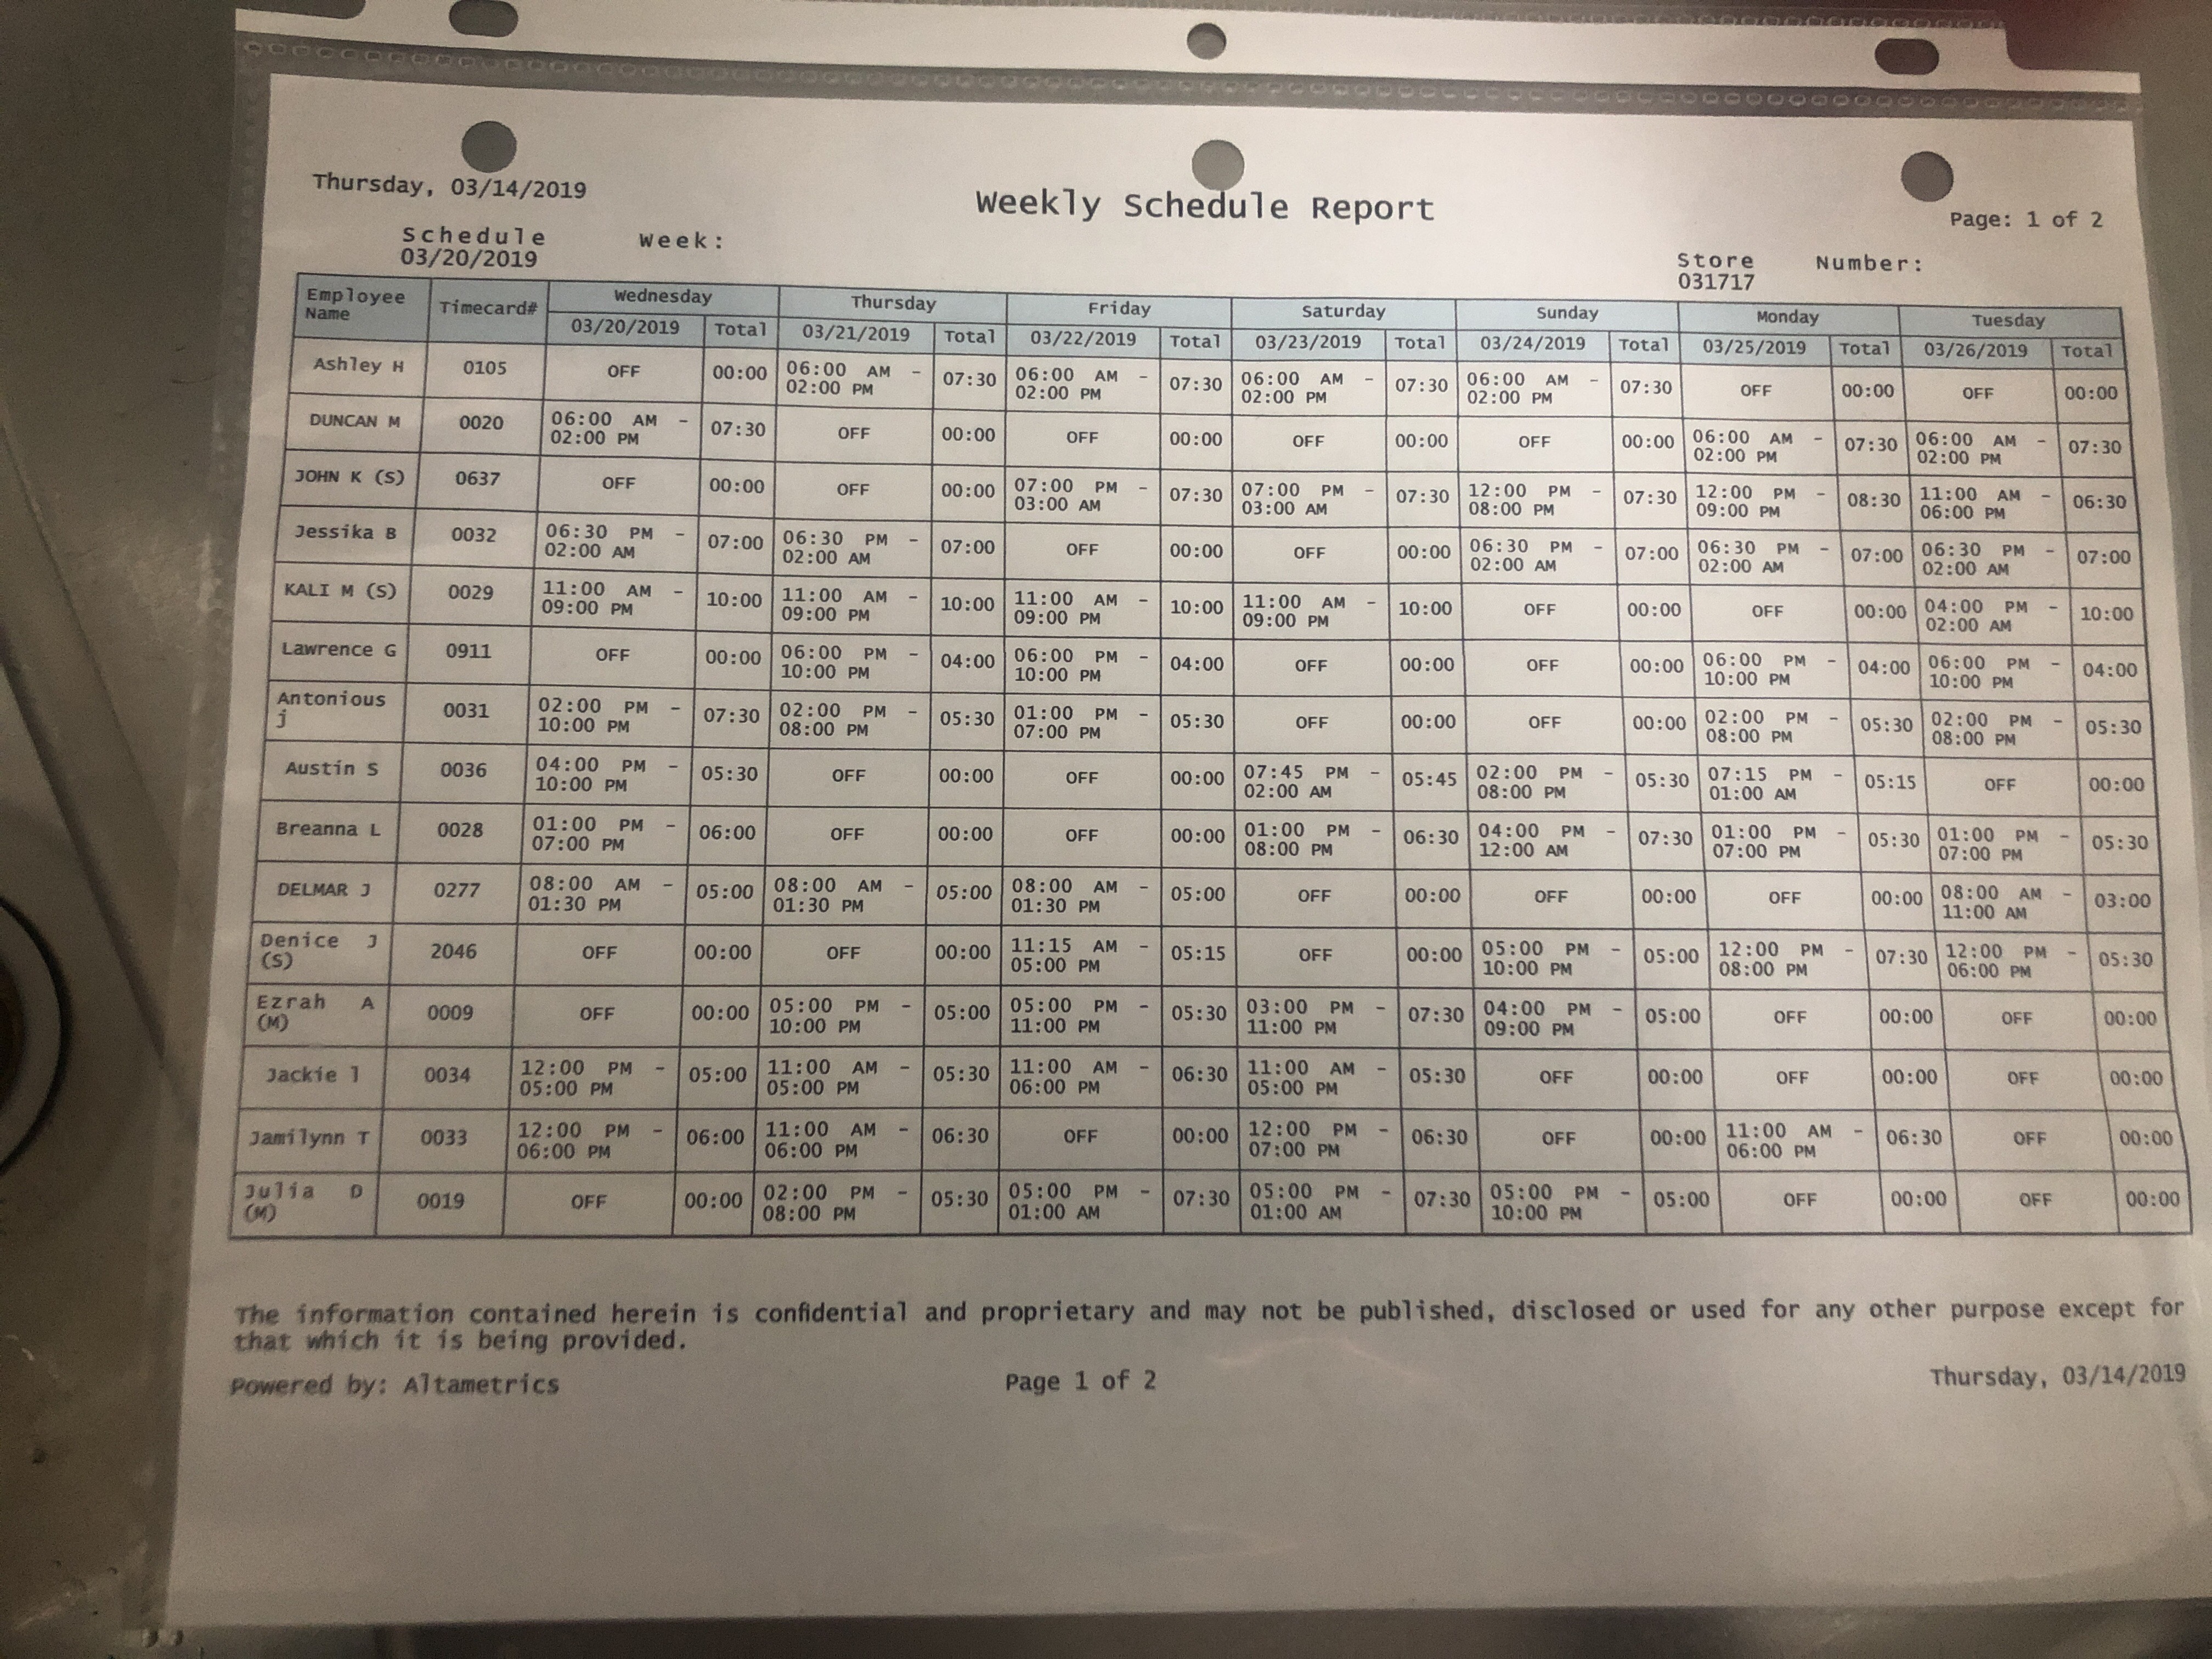 Thursday, 03/14/2019
Weekly Schedule Report
Page: 1 of 2
Schedule Week:
03/20/2019
Store Number:
031717
Employee Name Timecard# Wednesday Thursday Friday Saturday Sunday Monday Tuesday
03/20/2019 Total 03/21/2019 Total 03/22/2019 Total 03/23/2019 Total 03/24/2019 Total 03/25/2019 Total 03/26/2019 Total
Ashley H 0105 OFF 00:00 06:00 AM - 02:00 PM 07:30 06:00 AM - 02:00 PM 07:30 06:00 AM - 02:00 PM 07:30 06:00 AM - 02:00 PM 07:30 OFF 00:00 OFF 00:00
DUNCAN M 0020 06:00 AM - 02:00 PM 07:30 OFF 00:00 OFF 00:00 OFF 00:00 OFF 00:00 06:00 AM - 02:00 PM 07:30 06:00 AM - 02:00 PM 07:30
JOHN K (S) 0637 OFF 00:00 OFF 00:00 07:00 PM - 03:00 AM 07:30 07:00 PM - 03:00 AM 07:30 12:00 PM - 08:00 PM 07:30 12:00 PM - 09:00 PM 08:30 11:00 AM - 06:00 PM 06:30
Jessika B 0032 06:30 PM - 02:00 AM 07:00 06:30 PM - 02:00 AM 07:00 OFF 00:00 OFF 00:00 06:30 PM - 02:00 AM 07:00 06:30 PM - 02:00 AM 07:00 06:30 PM - 02:00 AM 07:00
KALI M (S) 0029 11:00 AM - 09:00 PM 10:00 11:00 AM - 09:00 PM 10:00 11:00 AM - 09:00 PM 10:00 11:00 AM - 09:00 PM 10:00 OFF 00:00 OFF 00:00 04:00 PM - 02:00 AM 10:00
Lawrence G 0911 OFF 00:00 06:00 PM - 10:00 PM 04:00 06:00 PM - 10:00 PM 04:00 OFF 00:00 OFF 00:00 06:00 PM - 10:00 PM 04:00 06:00 PM - 10:00 PM 04:00
Antonious j 0031 02:00 PM - 10:00 PM 07:30 02:00 PM - 08:00 PM 05:30 01:00 PM - 07:00 PM 05:30 OFF 00:00 OFF 00:00 02:00 PM - 08:00 PM 05:30 02:00 PM - 08:00 PM 05:30
Austin S 0036 04:00 PM - 10:00 PM 05:30 OFF 00:00 OFF 00:00 07:45 PM - 02:00 AM 05:45 02:00 PM - 08:00 PM 05:30 07:15 PM - 01:00 AM 05:15 OFF 00:00
Breanna L 0028 01:00 PM - 07:00 PM 06:00 OFF 00:00 OFF 00:00 01:00 PM - 08:00 PM 06:30 04:00 PM - 12:00 AM 07:30 01:00 PM - 07:00 PM 05:30 01:00 PM - 07:00 PM 05:30
DELMAR J 0277 08:00 AM - 01:30 PM 05:00 08:00 AM - 01:30 PM 05:00 08:00 AM - 01:30 PM 05:00 OFF 00:00 OFF 00:00 OFF 00:00 08:00 AM - 11:00 AM 03:00
Denice J (S) 2046 OFF 00:00 OFF 00:00 11:15 AM - 05:00 PM 05:15 OFF 00:00 05:00 PM - 10:00 PM 05:00 12:00 PM - 08:00 PM 07:30 12:00 PM - 06:00 PM 05:30
Ezrah A (M) 0009 OFF 00:00 05:00 PM - 10:00 PM 05:00 05:00 PM - 11:00 PM 05:30 03:00 PM - 11:00 PM 07:30 04:00 PM - 09:00 PM 05:00 OFF 00:00 OFF 00:00
Jackie l 0034 12:00 PM - 05:00 PM 05:00 11:00 AM - 05:00 PM 05:30 11:00 AM - 06:00 PM 06:30 11:00 AM - 05:00 PM 05:30 OFF 00:00 OFF 00:00 OFF 00:00
Jamilynn T 0033 12:00 PM - 06:00 PM 06:00 11:00 AM - 06:00 PM 06:30 OFF 00:00 12:00 PM - 07:00 PM 06:30 OFF 00:00 11:00 AM - 06:00 PM 06:30 OFF 00:00
Julia D (M) 0019 OFF 00:00 02:00 PM - 08:00 PM 05:30 05:00 PM - 01:00 AM 07:30 05:00 PM - 01:00 AM 07:30 05:00 PM - 10:00 PM 05:00 OFF 00:00 OFF 00:00
The information contained herein is confidential and proprietary and may not be published, disclosed or used for any other purpose except for
that which it is being provided.
Powered by: Altametrics
Page 1 of 2
Thursday, 03/14/2019